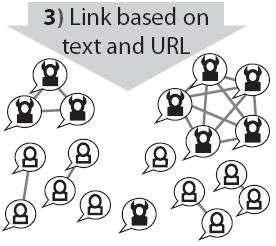 3) Link based on
text and URL